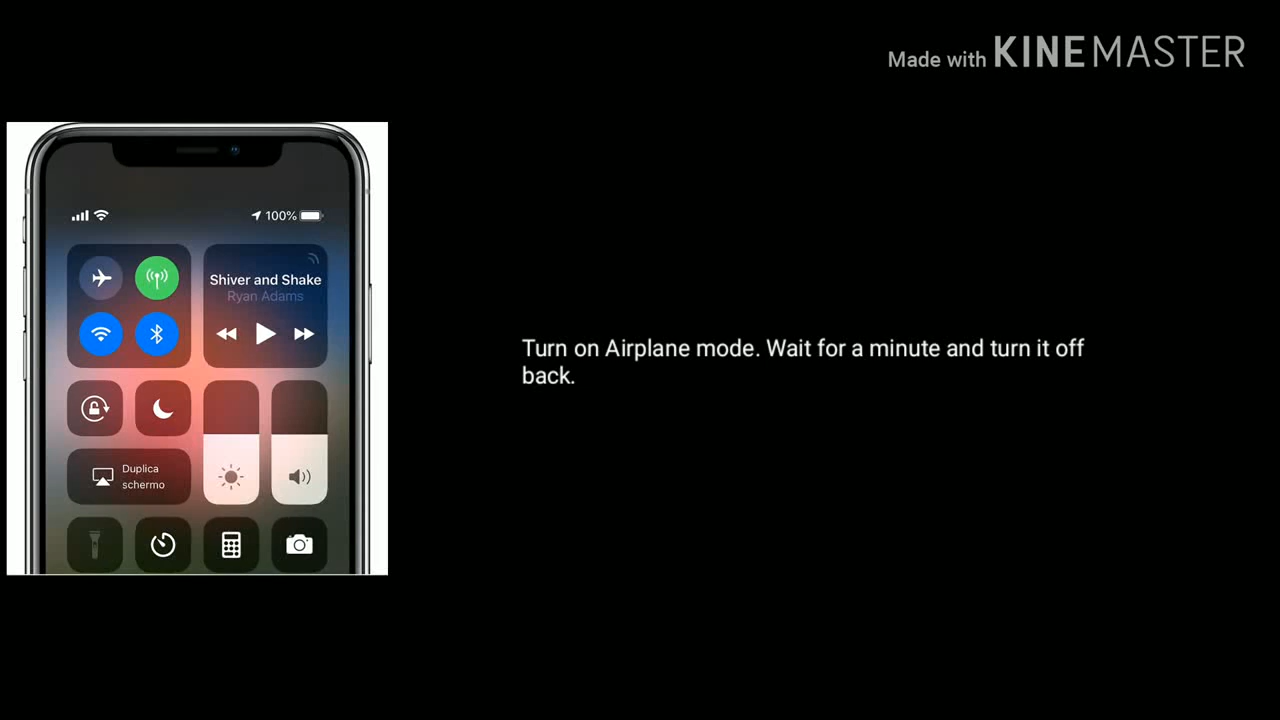 Made with KINEMASTER
100%
Shiver and Shake
Ryan Adams
Duplica
schermo
Turn on Airplane mode. Wait for a minute and turn it off
back.